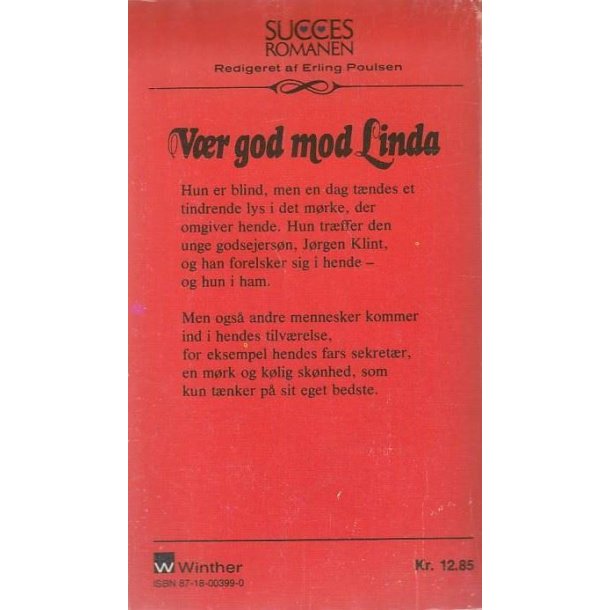 SUCCES
ROMANEN
Redigeret af Erling Poulsen
Vær god mod Linda
Hun er blind, men en dag tændes et
tindrende lys i det mørke, der
omgiver hende. Hun træffer den
unge godsejersøn, Jørgen Klint,
og han forelsker sig i hende –
og hun i ham.
Men også andre mennesker kommer
ind i hendes tilværelse,
for eksempel hendes fars sekretær,
en mørk og kølig skønhed, som
kun tænker på sit eget bedste.
W Winther
Kr. 12.85
ISBN 87-18-00399-0